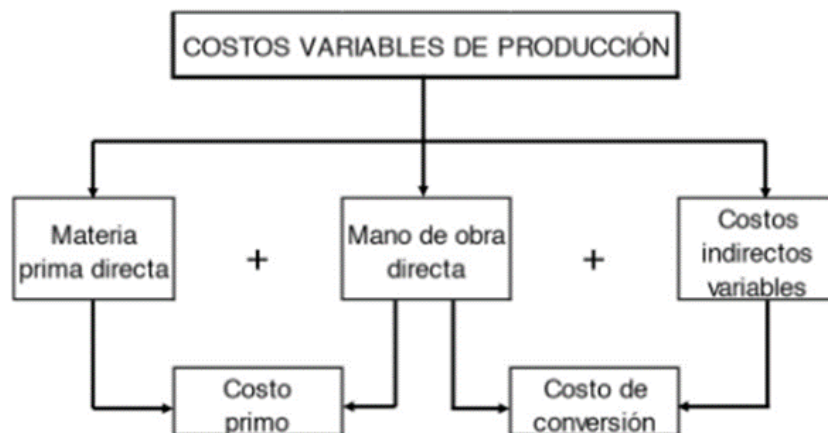 COSTOS VARIABLES DE PRODUCCIÓN
Materia
prima directa
+
Mano de obra
directa
+
Costos
indirectos
variables
Costo
primo
Costo de
conversión